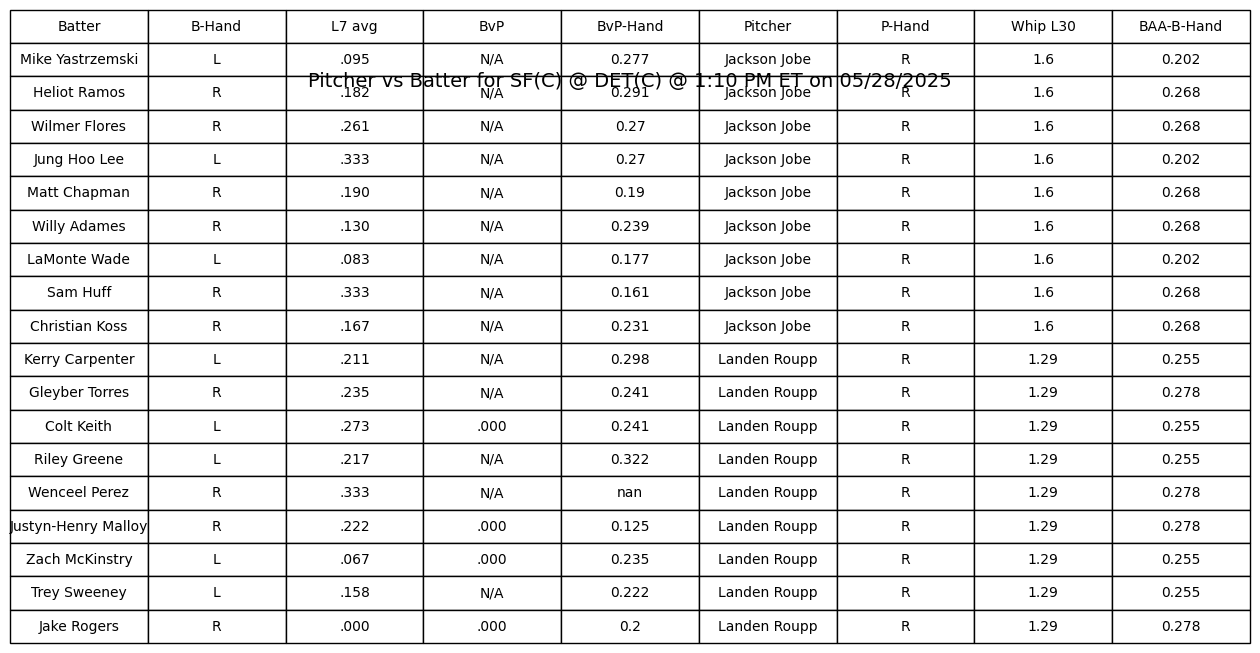 Batter B-Hand L7 avg BvP BvP-Hand Pitcher P-Hand Whip L30 BAA-B-Hand
Mike Yastrzemski L .095 N/A 0.277 Jackson Jobe R 1.6 0.202
Pitcher vs Batter for SF(C) @ DET(C) @ 1:10 PM ET on 05/28/2025
Heliot Ramos R .182 N/A 0.291 Jackson Jobe R 1.6 0.268
Wilmer Flores R .261 N/A 0.27 Jackson Jobe R 1.6 0.268
Jung Hoo Lee L .333 N/A 0.27 Jackson Jobe R 1.6 0.202
Matt Chapman R .190 N/A 0.19 Jackson Jobe R 1.6 0.268
Willy Adames R .130 N/A 0.239 Jackson Jobe R 1.6 0.268
LaMonte Wade L .083 N/A 0.177 Jackson Jobe R 1.6 0.202
Sam Huff R .333 N/A 0.161 Jackson Jobe R 1.6 0.268
Christian Koss R .167 N/A 0.231 Jackson Jobe R 1.6 0.268
Kerry Carpenter L .211 N/A 0.298 Landen Roupp R 1.29 0.255
Gleyber Torres R .235 N/A 0.241 Landen Roupp R 1.29 0.278
Colt Keith L .273 .000 0.241 Landen Roupp R 1.29 0.255
Riley Greene L .217 N/A 0.322 Landen Roupp R 1.29 0.255
Wenceel Perez R .333 N/A nan Landen Roupp R 1.29 0.278
Justyn-Henry Malloy R .222 .000 0.125 Landen Roupp R 1.29 0.278
Zach McKinstry L .067 .000 0.235 Landen Roupp R 1.29 0.255
Trey Sweeney L .158 N/A 0.222 Landen Roupp R 1.29 0.255
Jake Rogers R .000 .000 0.2 Landen Roupp R 1.29 0.278